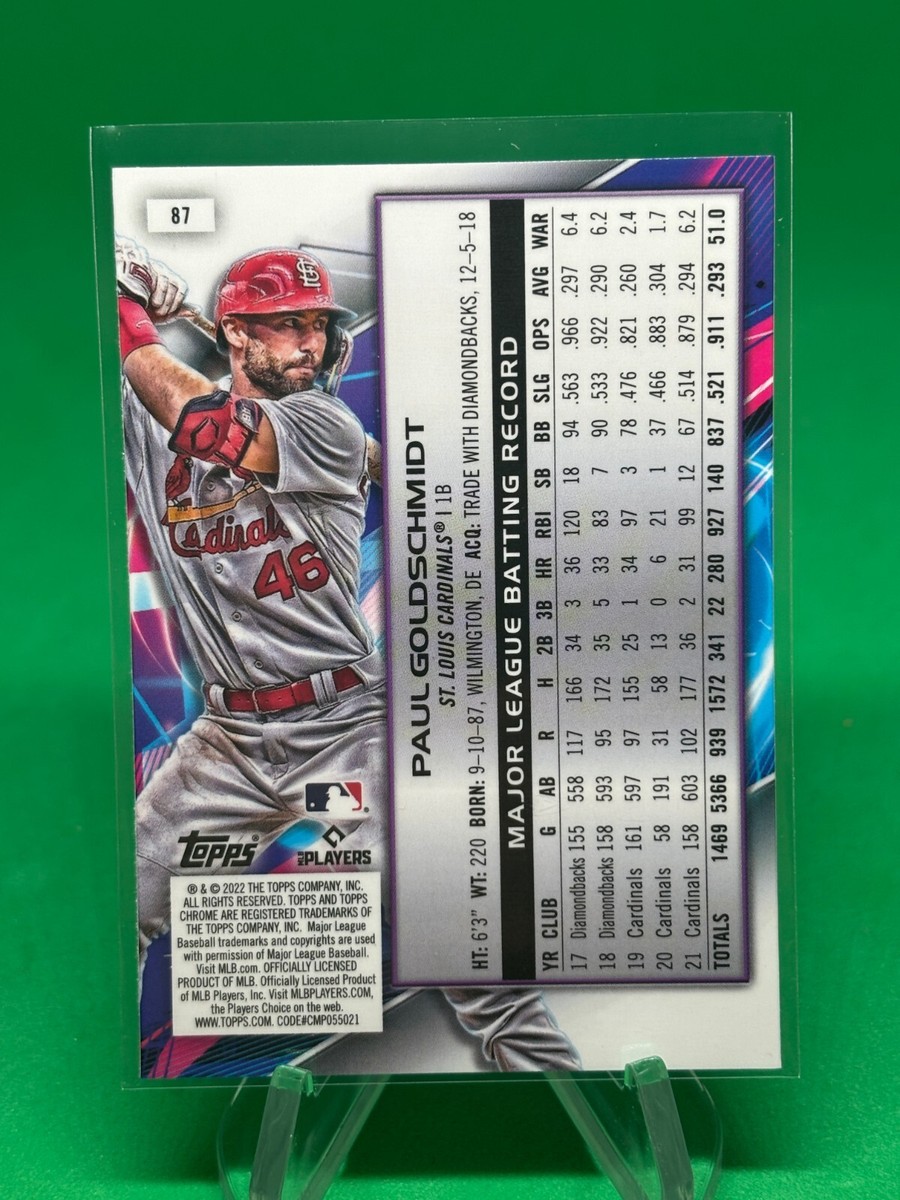 87
Cardinals
46
PAUL GOLDSCHMIDT
ST. LOUIS CARDINALS® | 1B
HT: 6'3" WT: 220 BORN: 9-10-87, WILMINGTON, DE ACQ: TRADE WITH DIAMONDBACKS, 12-5-18
MAJOR LEAGUE BATTING RECORD
YR CLUB G AB R H 2B 3B HR RBI SB BB SLG OPS AVG WAR
17 Diamondbacks 155 558 117 166 34 3 36 120 18 94 .563 .966 .297 6.4
18 Diamondbacks 158 593 95 172 35 5 33 83 7 90 .533 .922 .290 6.2
19 Cardinals 161 597 97 155 25 1 34 97 3 78 .476 .821 .260 2.4
20 Cardinals 58 191 31 58 13 0 6 21 1 37 .466 .883 .304 1.7
21 Cardinals 158 603 102 177 36 2 31 99 12 67 .514 .879 .294 6.2
TOTALS 1469 5366 939 1572 341 22 280 927 140 837 .521 .911 .293 51.0
Topps®
MLB PLAYERS
® & © 2022 THE TOPPS COMPANY, INC.
ALL RIGHTS RESERVED. TOPPS AND TOPPS
CHROME ARE REGISTERED TRADEMARKS OF
THE TOPPS COMPANY, INC. Major League
Baseball trademarks and copyrights are used
with permission of Major League Baseball.
Visit MLB.com. OFFICIALLY LICENSED
PRODUCT OF MLB. Officially Licensed Product
of MLB Players, Inc. Visit MLBPLAYERS.COM,
the Players Choice on the web.
WWW.TOPPS.COM. CODE#CMP055021